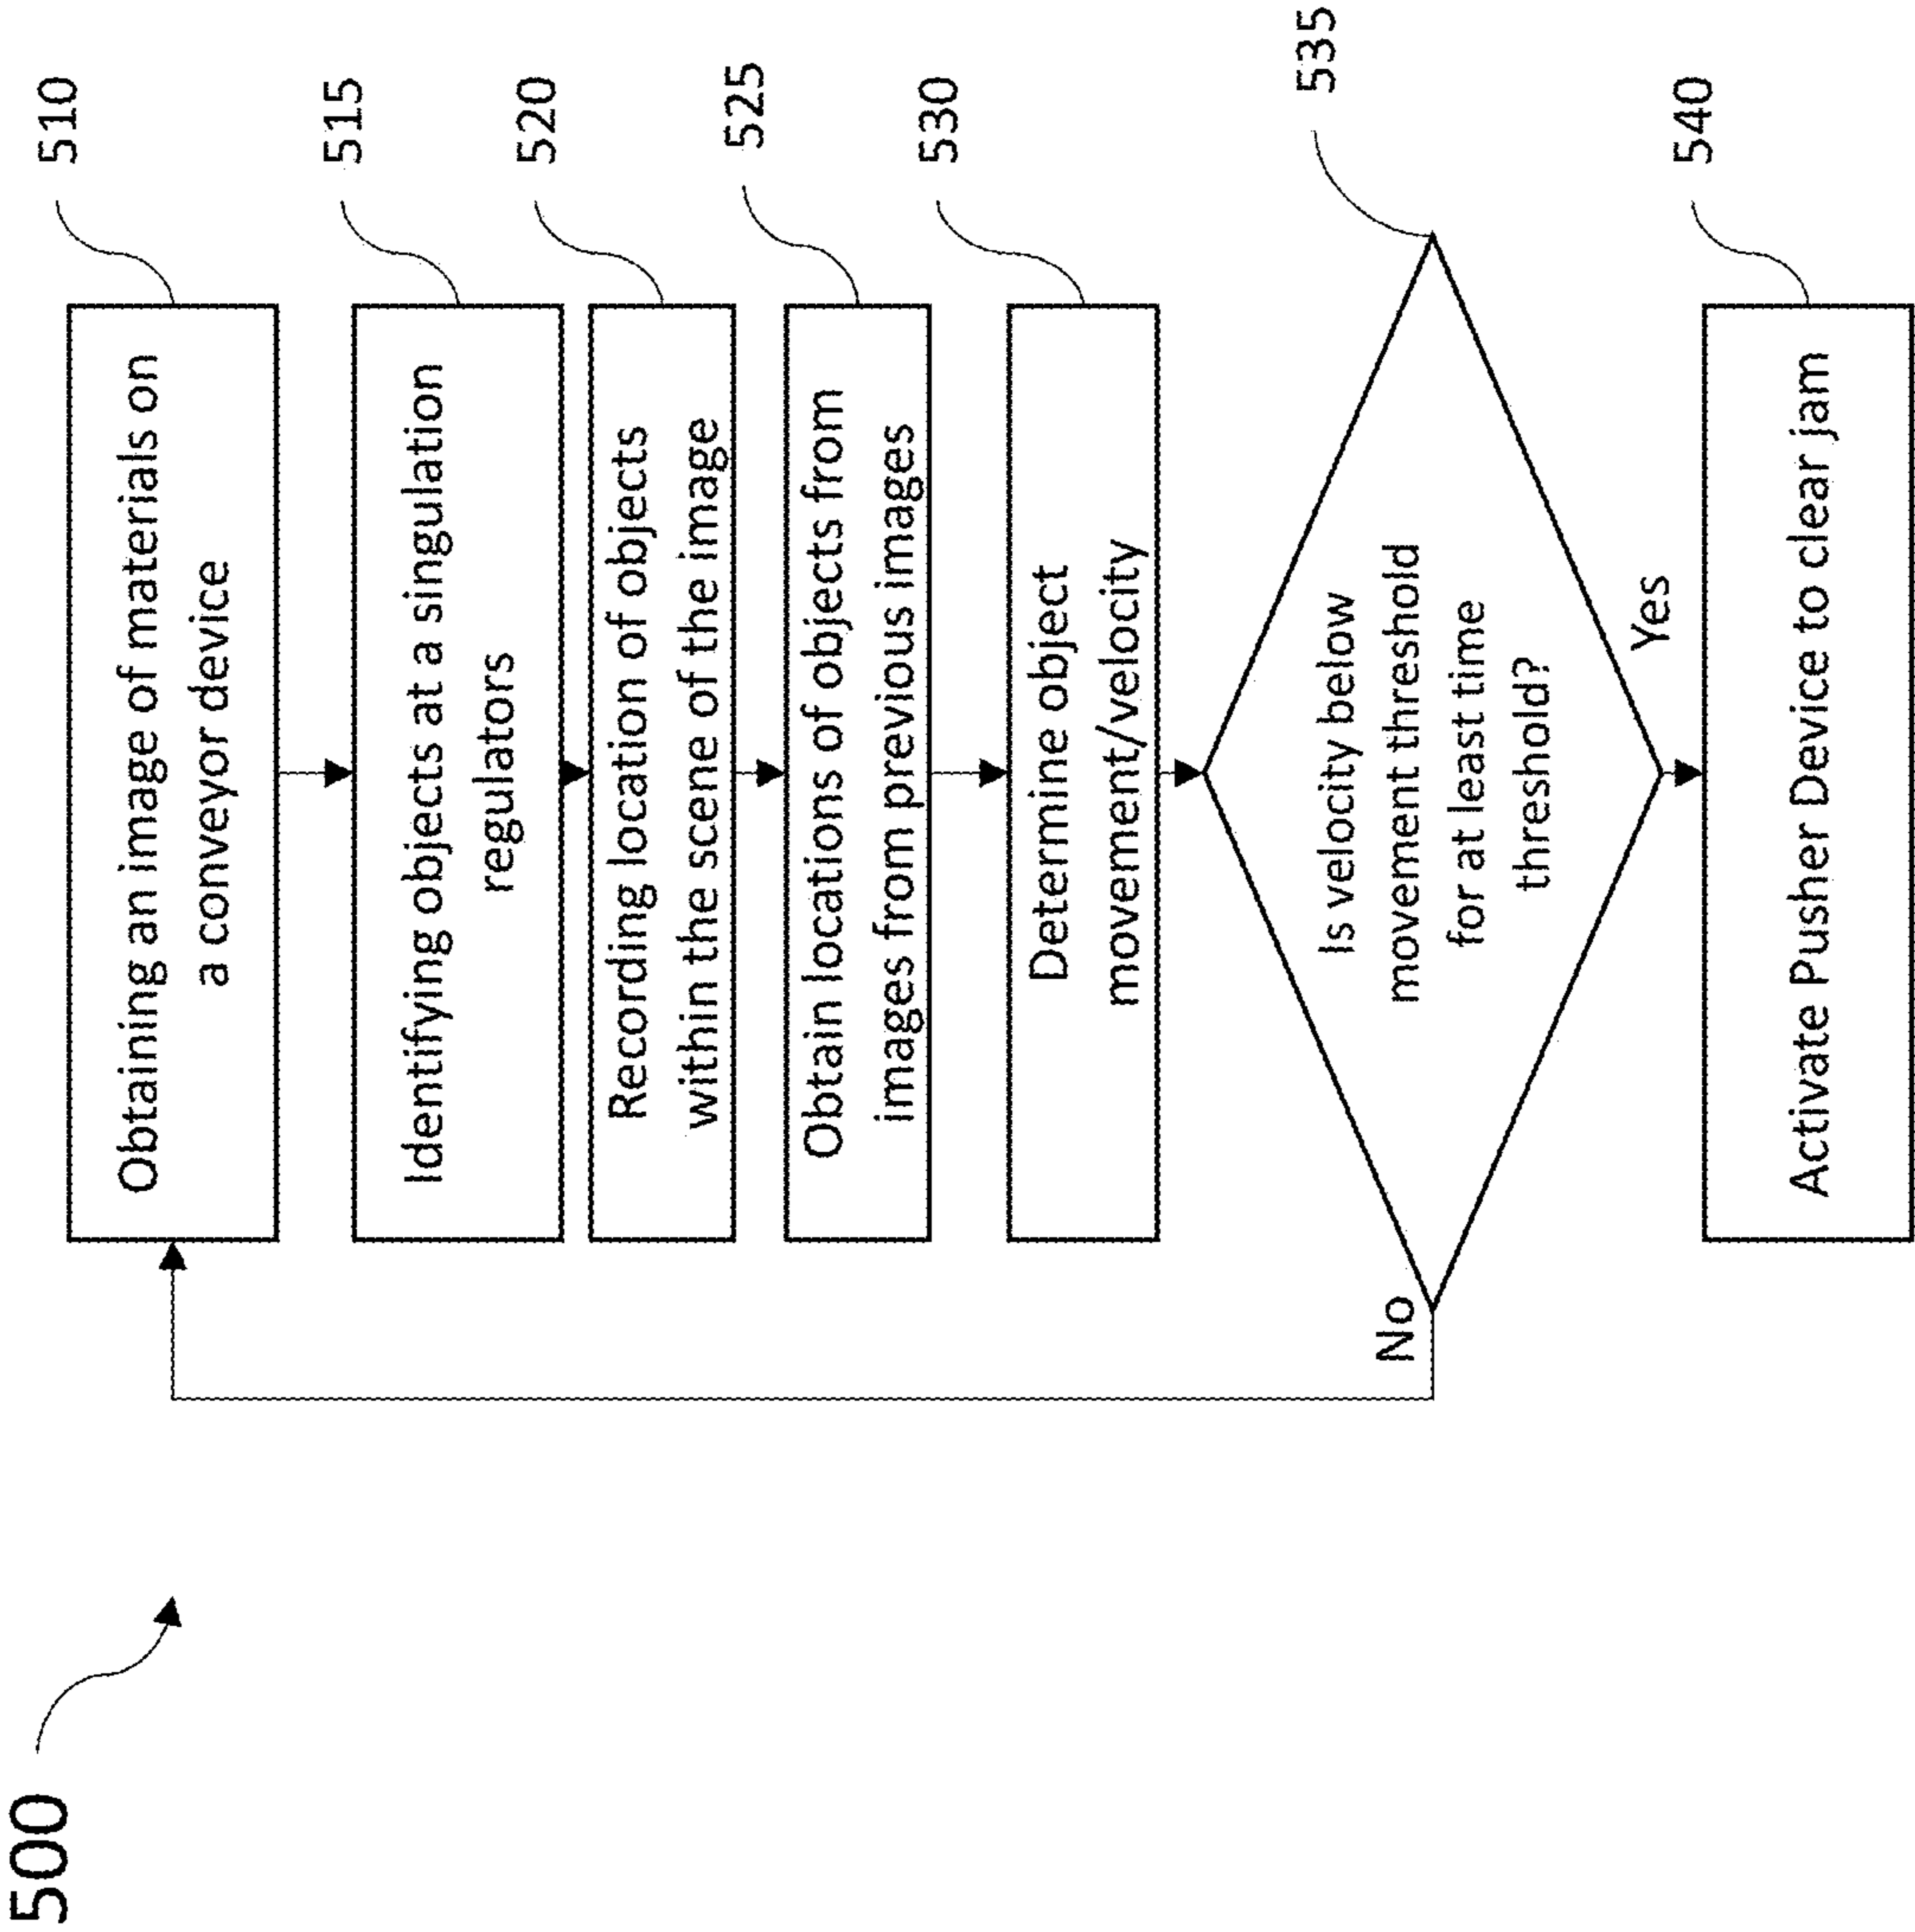 500
510
Obtaining an image of materials on
a conveyor device
515
Identifying objects at a singulation
regulators
520
Recording location of objects
within the scene of the image
525
Obtain locations of objects from
images from previous images
530
Determine object
movement/velocity
535
Is velocity below
movement threshold
for at least time
threshold?
No
Yes
540
Activate Pusher Device to clear jam